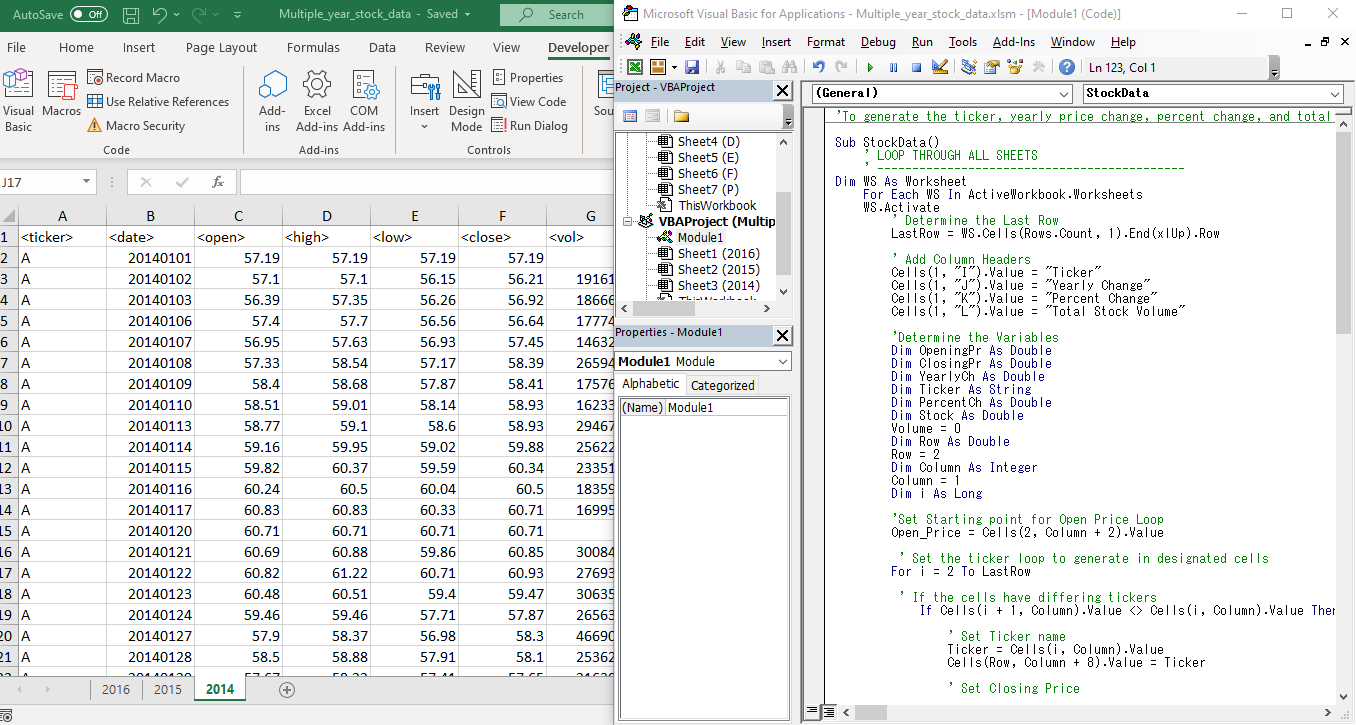 AutoSave Off Multiple_year_stock_data - Saved Search
File Home Insert Page Layout Formulas Data Review View Developer
Visual Basic
Macros
Record Macro
Use Relative References
Macro Security
Code
Add-ins
Excel Add-ins
COM Add-ins
Add-ins
Insert
Design Mode
Properties
View Code
Run Dialog
Controls
Sou
J17 fx
A B C D E F G
1 <ticker> <date> <open> <high> <low> <close> <vol>
2 A 20140101 57.19 57.19 57.19 57.19
3 A 20140102 57.1 57.1 56.15 56.21 19161
4 A 20140103 56.39 57.35 56.26 56.92 18666
5 A 20140106 57.4 57.7 56.56 56.64 17774
6 A 20140107 56.95 57.63 56.93 57.45 14632
7 A 20140108 57.33 58.54 57.17 58.39 26594
8 A 20140109 58.4 58.68 57.87 58.41 17576
9 A 20140110 58.51 59.01 58.14 58.93 16233
10 A 20140113 58.77 59.1 58.6 58.93 29467
11 A 20140114 59.16 59.95 59.02 59.88 25622
12 A 20140115 59.82 60.37 59.59 60.34 23351
13 A 20140116 60.24 60.5 60.04 60.5 18359
14 A 20140117 60.83 60.83 60.33 60.71 16995
15 A 20140120 60.71 60.71 60.71 60.71
16 A 20140121 60.69 60.88 59.86 60.85 30084
17 A 20140122 60.82 61.22 60.71 60.93 27693
18 A 20140123 60.48 60.51 59.4 59.47 30635
19 A 20140124 59.46 59.46 57.71 57.87 26563
20 A 20140127 57.9 58.37 56.98 58.3 46690
21 A 20140128 58.5 58.88 57.91 58.1 25362
2016 2015 2014
Microsoft Visual Basic for Applications - Multiple_year_stock_data.xlsm - [Module1 (Code)]
File Edit View Insert Format Debug Run Tools Add-Ins Window Help
Ln 123, Col 1
Project - VBAProject
Sheet4 (D)
Sheet5 (E)
Sheet6 (F)
Sheet7 (P)
ThisWorkbook
VBAProject (Multip
Module1
Sheet1 (2016)
Sheet2 (2015)
Sheet3 (2014)
ThisWorkbook
Properties - Module1
Module1 Module
Alphabetic Categorized
(Name) Module1
(General) StockData
'To generate the ticker, yearly price change, percent change, and total
Sub StockData()
' LOOP THROUGH ALL SHEETS
' --------------------------------------------
Dim WS As Worksheet
For Each WS In ActiveWorkbook.Worksheets
WS.Activate
' Determine the Last Row
LastRow = WS.Cells(Rows.Count, 1).End(xlUp).Row
' Add Column Headers
Cells(1, "I").Value = "Ticker"
Cells(1, "J").Value = "Yearly Change"
Cells(1, "K").Value = "Percent Change"
Cells(1, "L").Value = "Total Stock Volume"
'Determine the Variables
Dim OpeningPr As Double
Dim ClosingPr As Double
Dim YearlyCh As Double
Dim Ticker As String
Dim PercentCh As Double
Dim Stock As Double
Volume = 0
Dim Row As Double
Row = 2
Dim Column As Integer
Column = 1
Dim i As Long
'Set Starting point for Open Price Loop
Open_Price = Cells(2, Column + 2).Value
' Set the ticker loop to generate in designated cells
For i = 2 To LastRow
' If the cells have differing tickers
If Cells(i + 1, Column).Value <> Cells(i, Column).Value Then
' Set Ticker name
Ticker = Cells(i, Column).Value
Cells(Row, Column + 8).Value = Ticker
' Set Closing Price